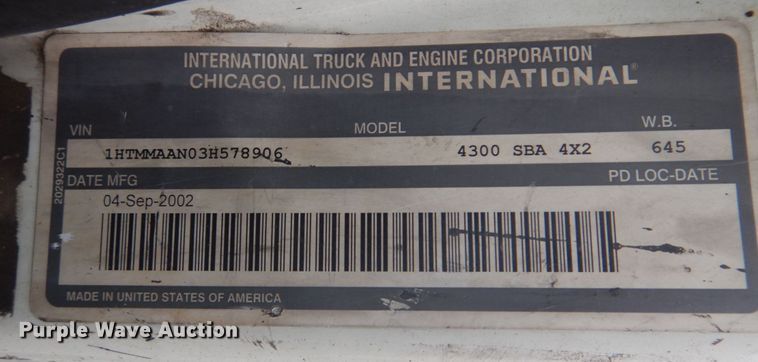 INTERNATIONAL TRUCK AND ENGINE CORPORATION
CHICAGO, ILLINOIS INTERNATIONAL®
VIN MODEL W.B.
1HTMMAAN03H578906 4300 SBA 4X2 645
DATE MFG PD LOC-DATE
04-Sep-2002
MADE IN UNITED STATES OF AMERICA
2029322C1
Purple Wave Auction